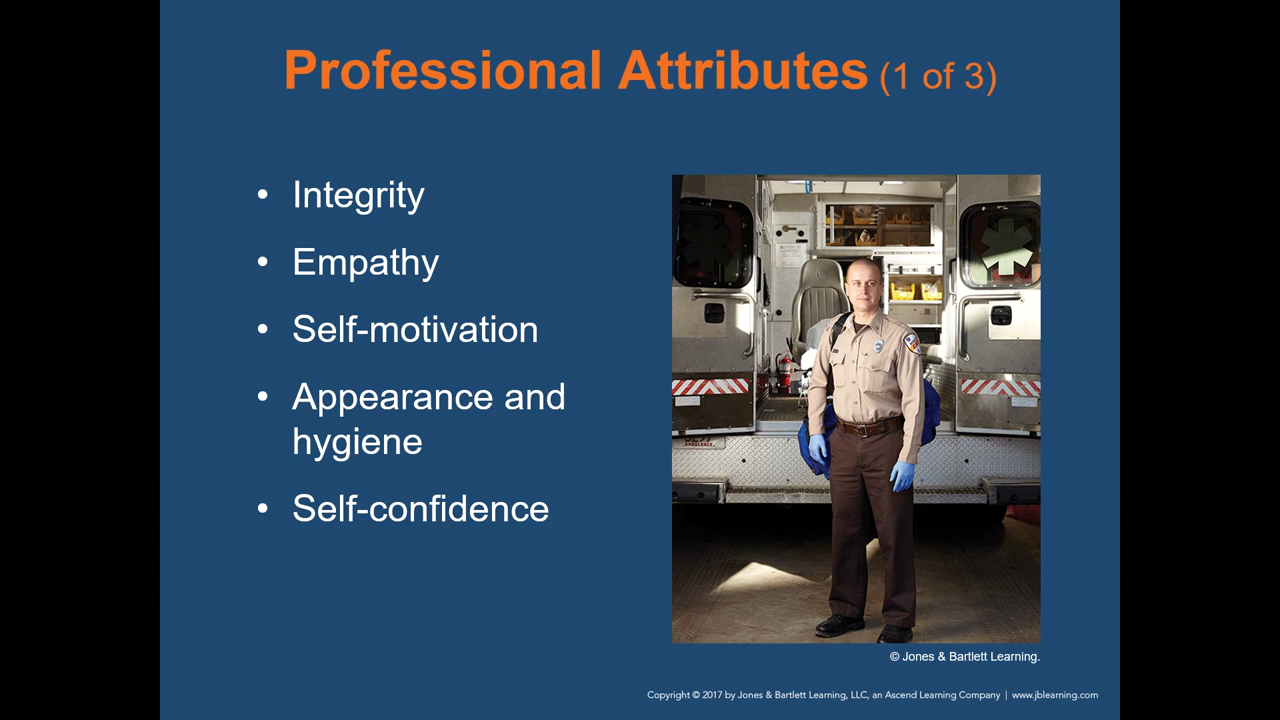 Professional Attributes (1 of 3)
• Integrity
• Empathy
• Self-motivation
• Appearance and
hygiene
• Self-confidence
© Jones & Bartlett Learning.
Copyright © 2017 by Jones & Bartlett Learning, LLC, an Ascend Learning Company | www.jblearning.com